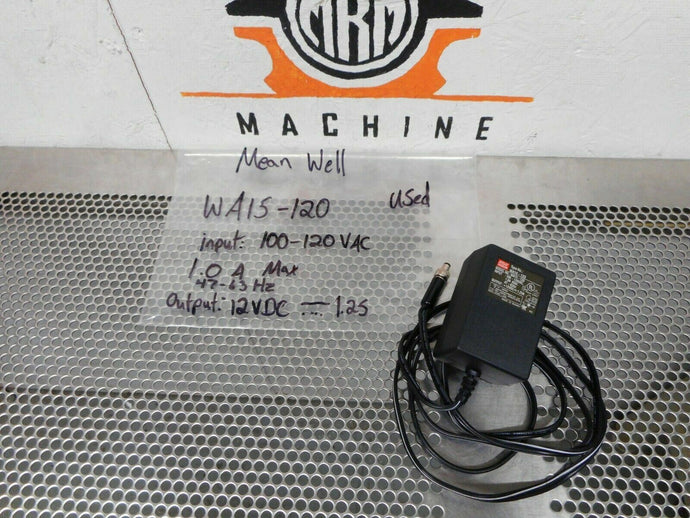 MRM
MACHINE
Mean Well
WA15-120
used
input: 100-120 VAC
1.0 A Max
47-63 Hz
Output: 12VDC ⎓ 1.25